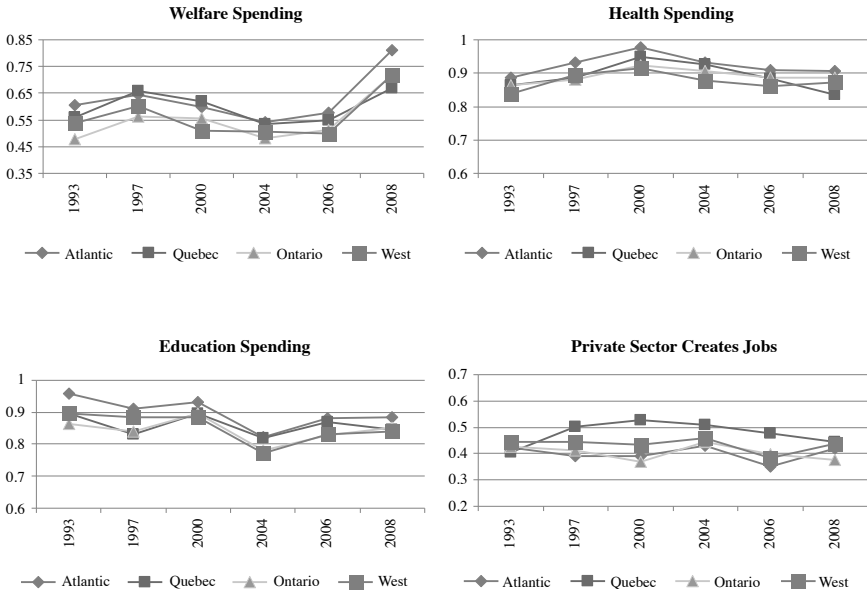 Welfare Spending
0.85
0.75
0.65
0.55
0.45
0.35
1993
1997
2000
2004
2006
2008
Atlantic
Quebec
Ontario
West
Health Spending
1
0.9
0.8
0.7
0.6
1993
1997
2000
2004
2006
2008
Atlantic
Quebec
Ontario
West
Education Spending
1
0.9
0.8
0.7
0.6
1993
1997
2000
2004
2006
2008
Atlantic
Quebec
Ontario
West
Private Sector Creates Jobs
0.7
0.6
0.5
0.4
0.3
0.2
1993
1997
2000
2004
2006
2008
Atlantic
Quebec
Ontario
West